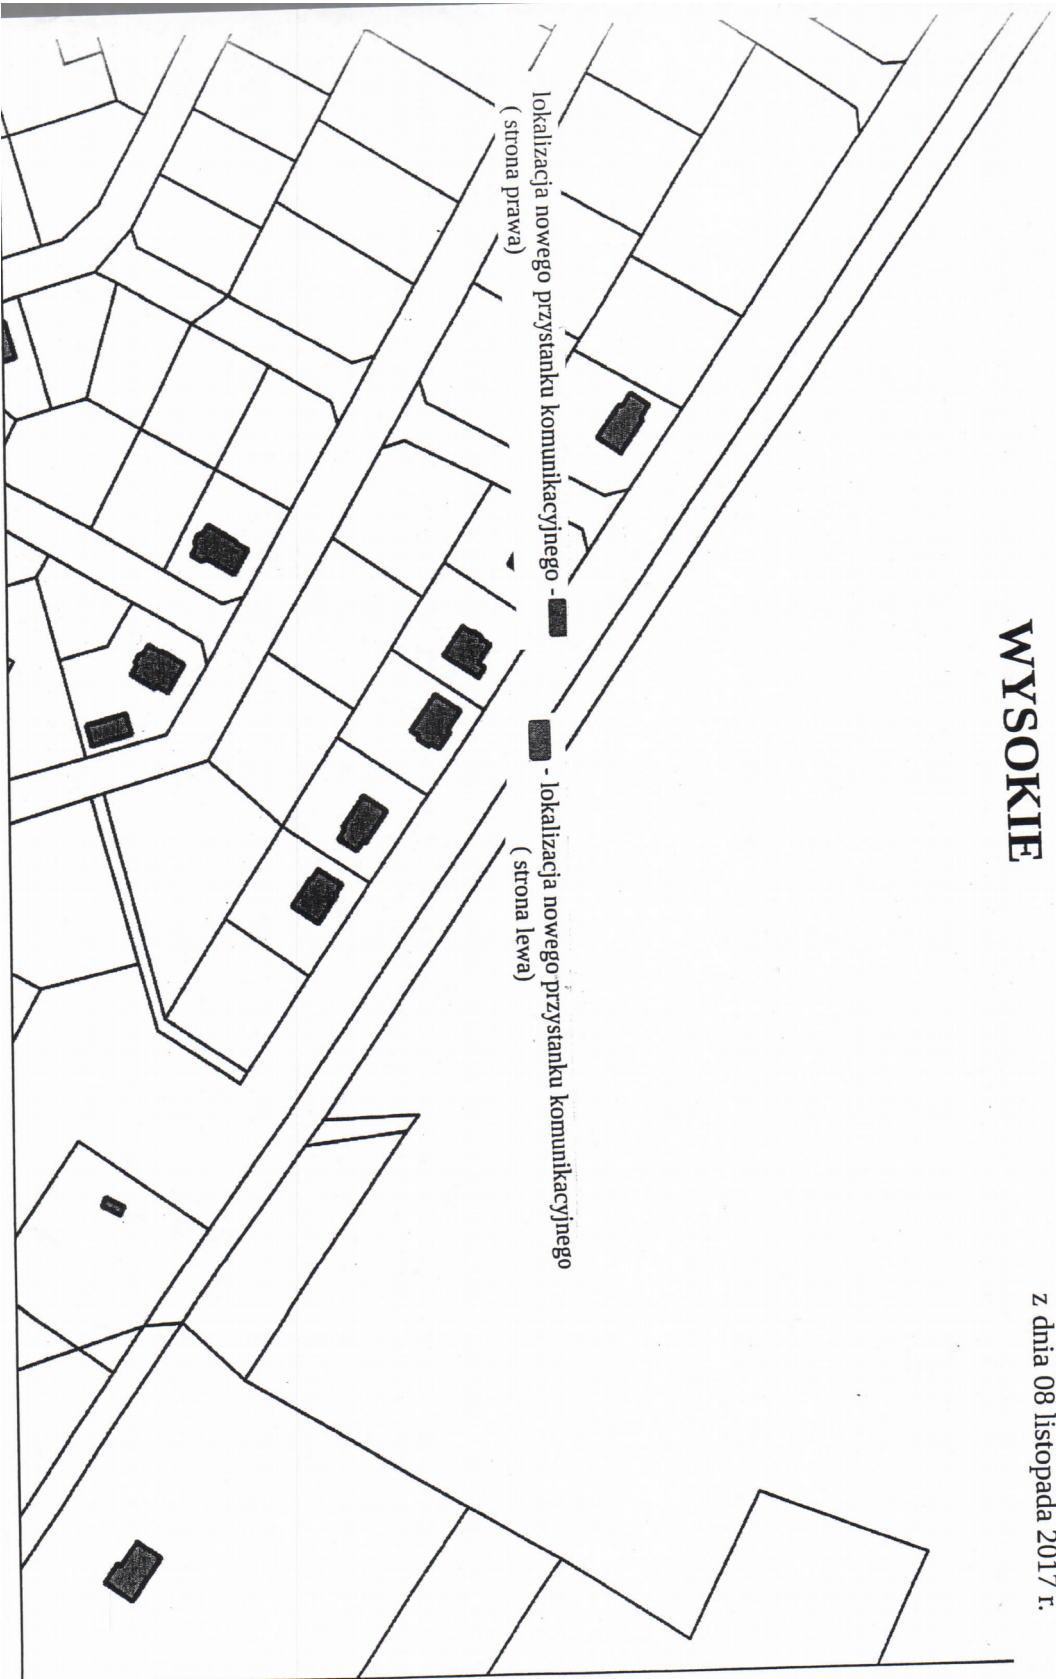 z dnia 08 listopada 2017 r.
WYSOKIE
lokalizacja nowego przystanku komunikacyjnego -
( strona prawa)
- lokalizacja nowego przystanku komunikacyjnego
( strona lewa)